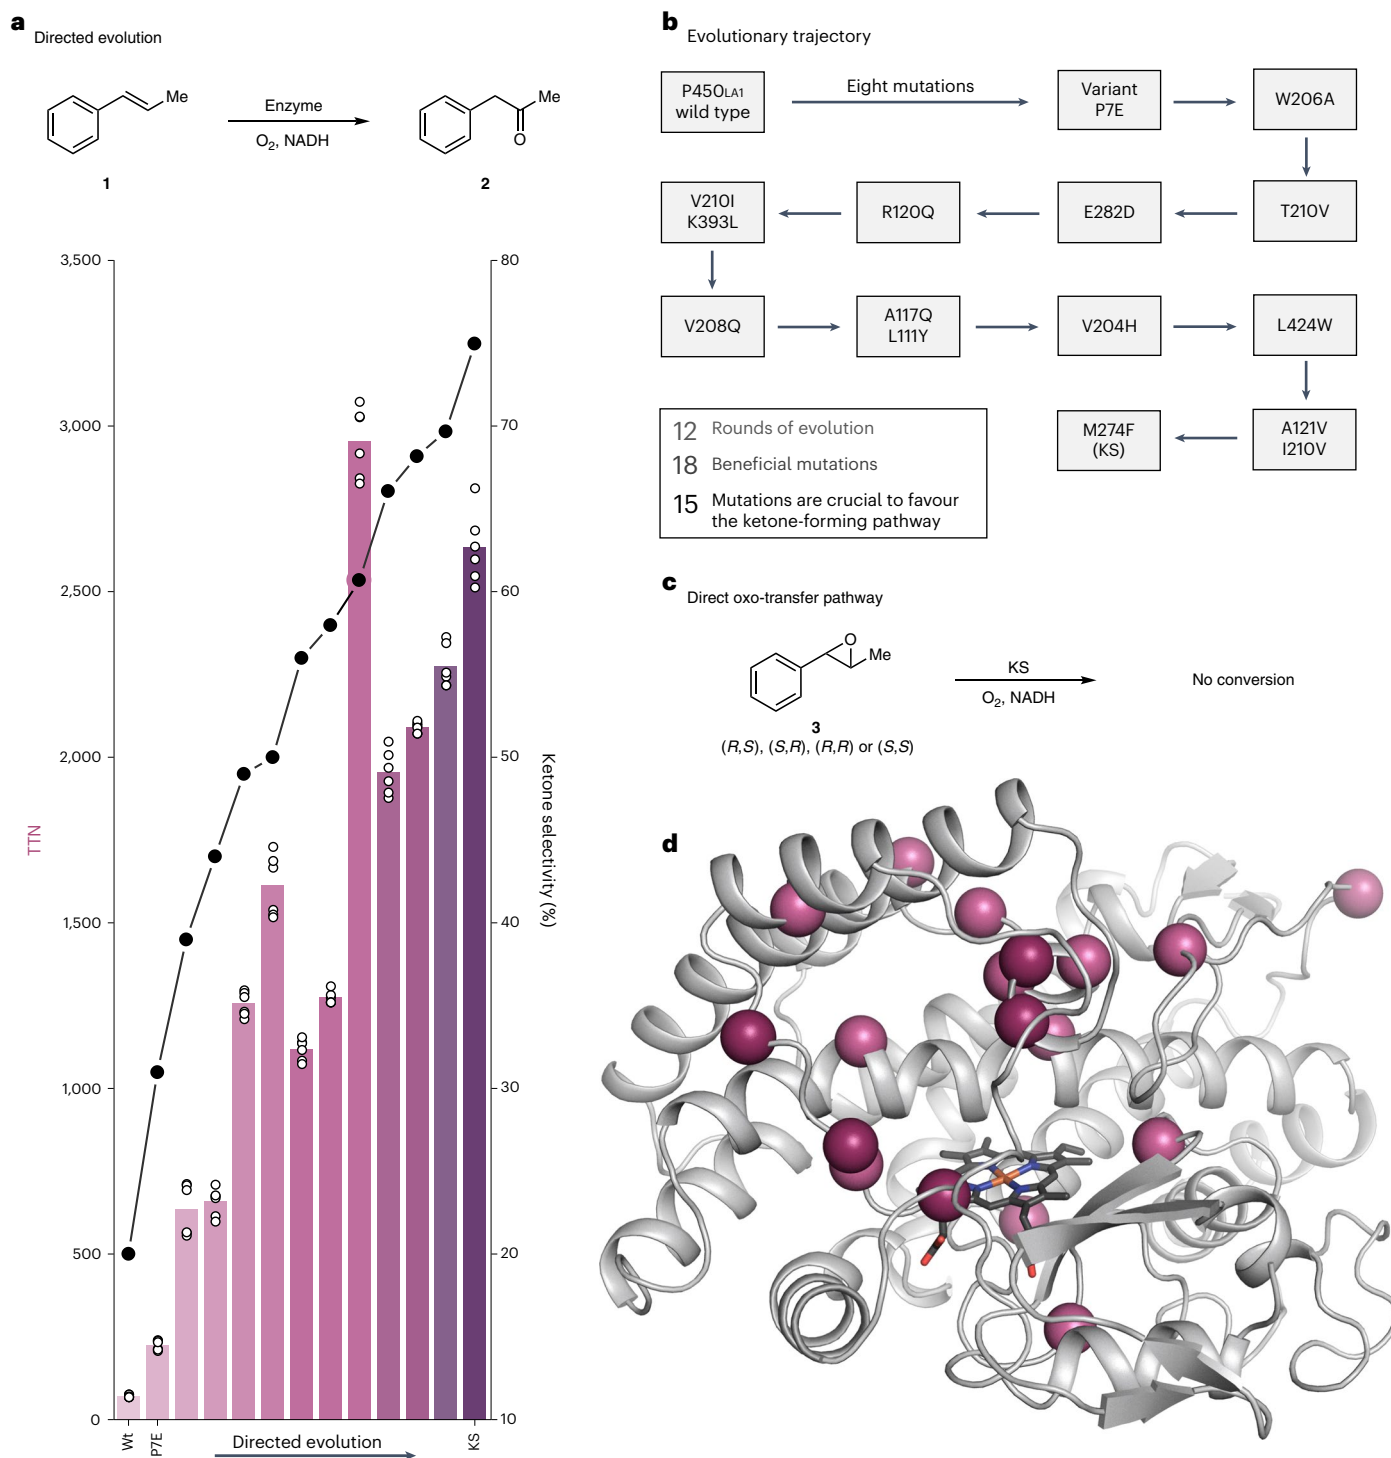 a
Directed evolution
Me
Enzyme
O₂, NADH
Me
O
1
2
3,500
3,000
2,500
2,000
1,500
1,000
500
0
TTN
80
70
60
50
40
30
20
10
Ketone selectivity (%)
Wt
P7E
Directed evolution
KS
b
Evolutionary trajectory
P450LA1
wild type
Eight mutations
Variant
P7E
W206A
V210I
K393L
R120Q
E282D
T210V
V208Q
A117Q
L111Y
V204H
L424W
M274F
(KS)
A121V
I210V
12 Rounds of evolution
18 Beneficial mutations
15 Mutations are crucial to favour
the ketone-forming pathway
c
Direct oxo-transfer pathway
O
Me
3
(R,S), (S,R), (R,R) or (S,S)
KS
O₂, NADH
No conversion
d